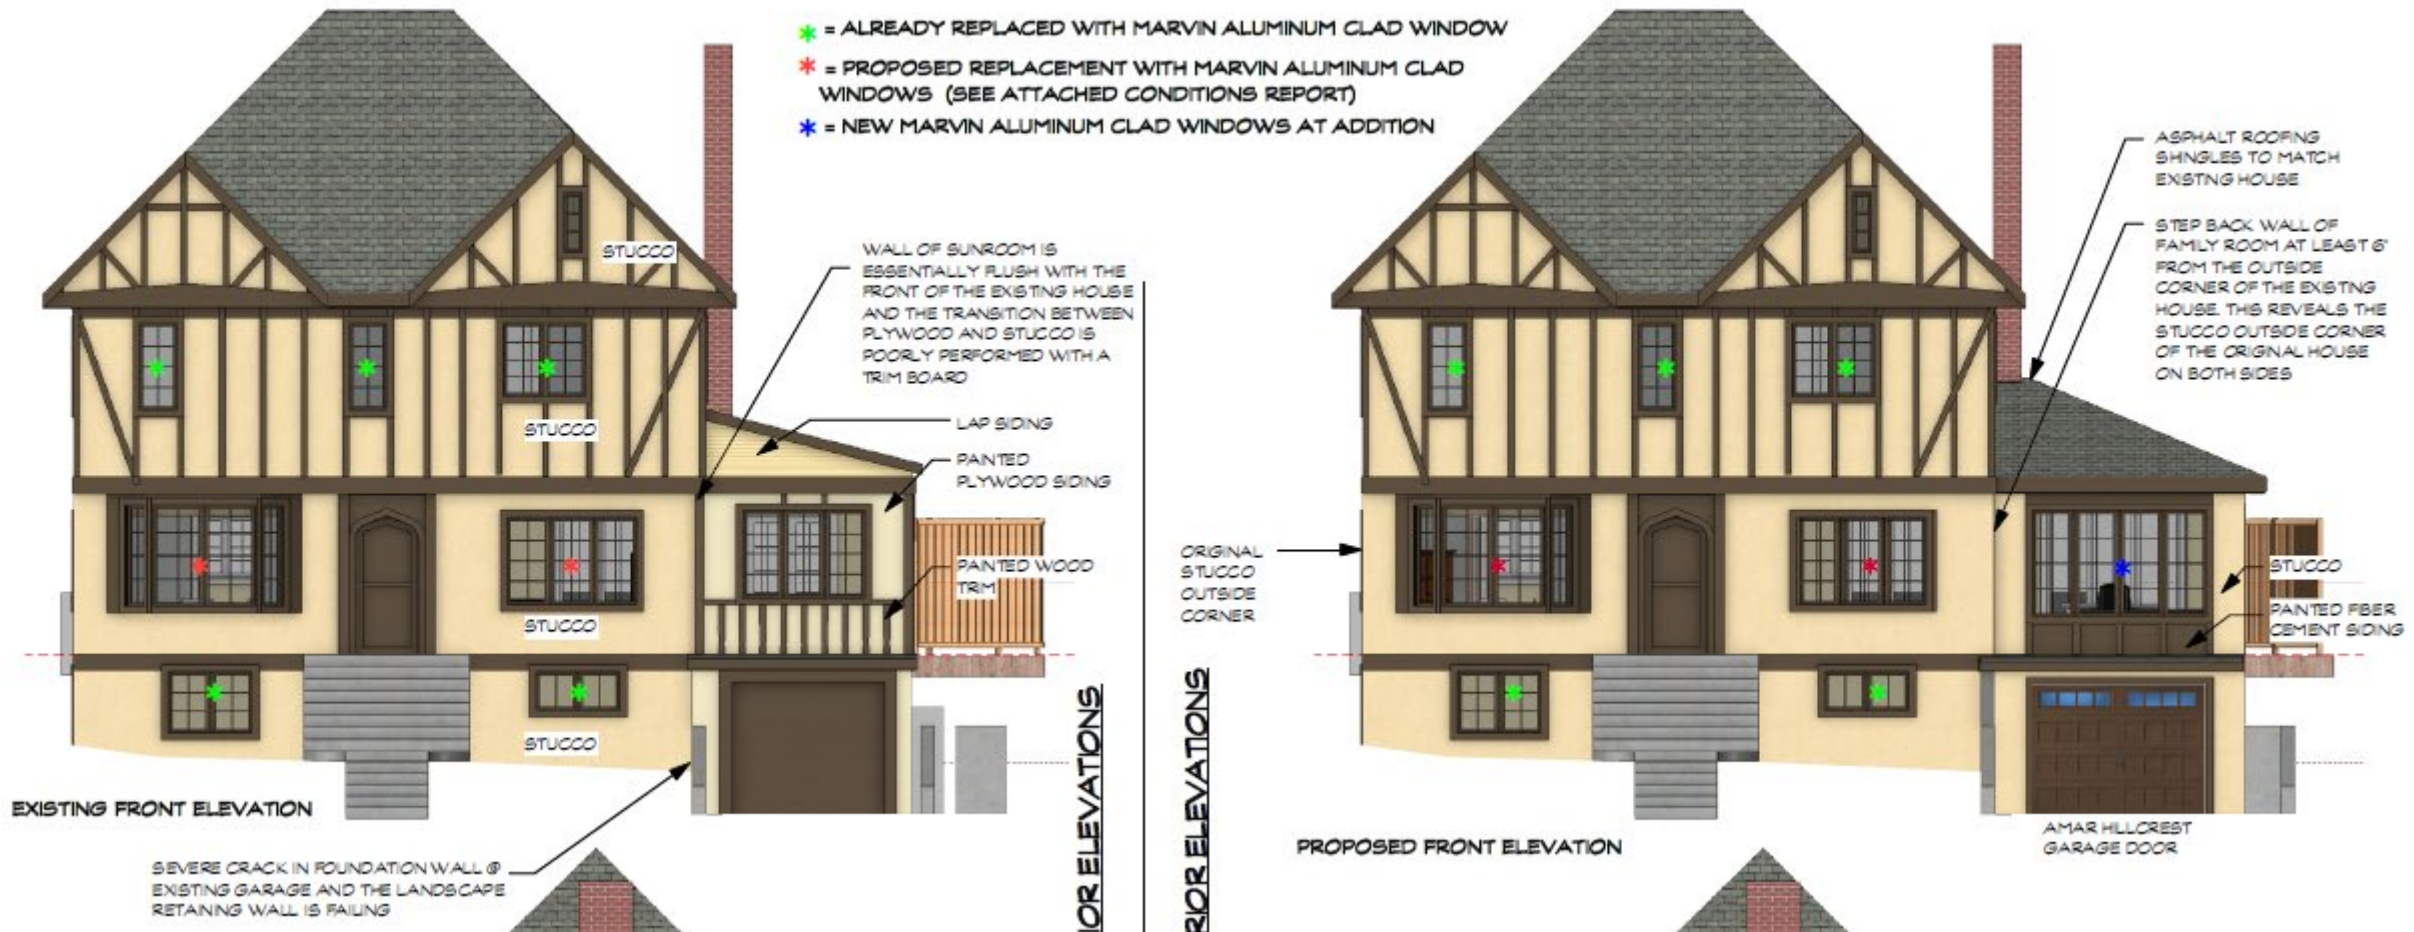 * = ALREADY REPLACED WITH MARVIN ALUMINUM CLAD WINDOW
* = PROPOSED REPLACEMENT WITH MARVIN ALUMINUM CLAD
WINDOWS (SEE ATTACHED CONDITIONS REPORT)
* = NEW MARVIN ALUMINUM CLAD WINDOWS AT ADDITION
STUCCO
WALL OF SUNROOM IS
ESSENTIALLY FLUSH WITH THE
FRONT OF THE EXISTING HOUSE
AND THE TRANSITION BETWEEN
PLYWOOD AND STUCCO IS
POORLY PERFORMED WITH A
TRIM BOARD
LAP SIDING
STUCCO
PAINTED
PLYWOOD SIDING
PAINTED WOOD
TRIM
STUCCO
STUCCO
EXISTING FRONT ELEVATION
SEVERE CRACK IN FOUNDATION WALL @
EXISTING GARAGE AND THE LANDSCAPE
RETANING WALL IS FAILING
IOR ELEVATIONS
RIOR ELEVATIONS
ASPHALT ROOFING
SHINGLES TO MATCH
EXISTING HOUSE
STEP BACK WALL OF
FAMILY ROOM AT LEAST 6"
FROM THE OUTSIDE
CORNER OF THE EXISTNG
HOUSE. THIS REVEALS THE
STUCCO OUTSIDE CORNER
OF THE ORIGNAL HOUSE
ON BOTH SIDES
ORIGINAL
STUCCO
OUTSIDE
CORNER
STUCCO
PAINTED FIBER
CEMENT SIDING
AMAR HILLCREST
GARAGE DOOR
PROPOSED FRONT ELEVATION